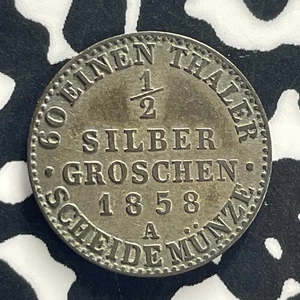 60 EINEN THALER
1/2
SILBER
GROSCHEN
1858
A
SCHEIDEMÜNZE